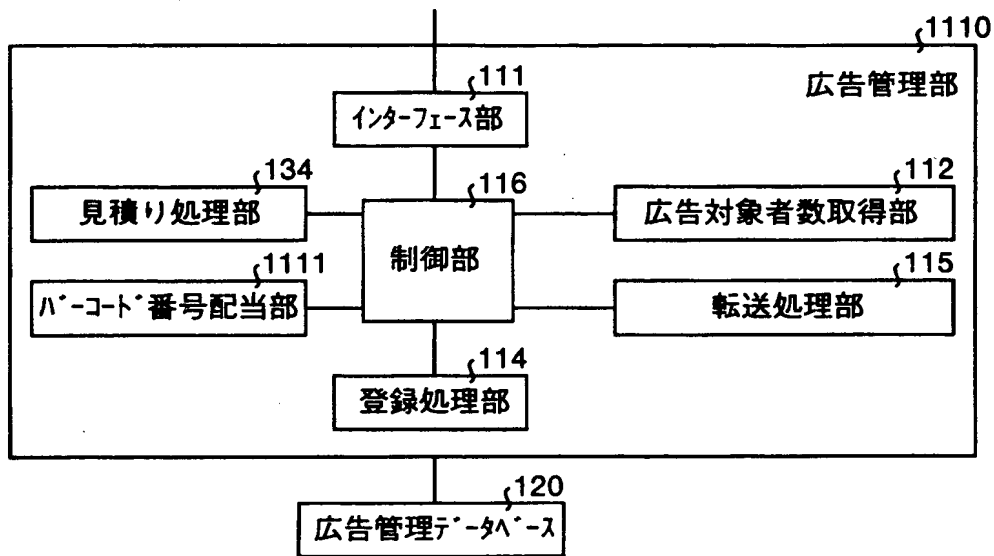 1110
広告管理部
111
インターフェース部
134
見積り処理部
116
制御部
112
広告対象者数取得部
1111
バーコード番号配当部
115
転送処理部
114
登録処理部
120
広告管理データベース